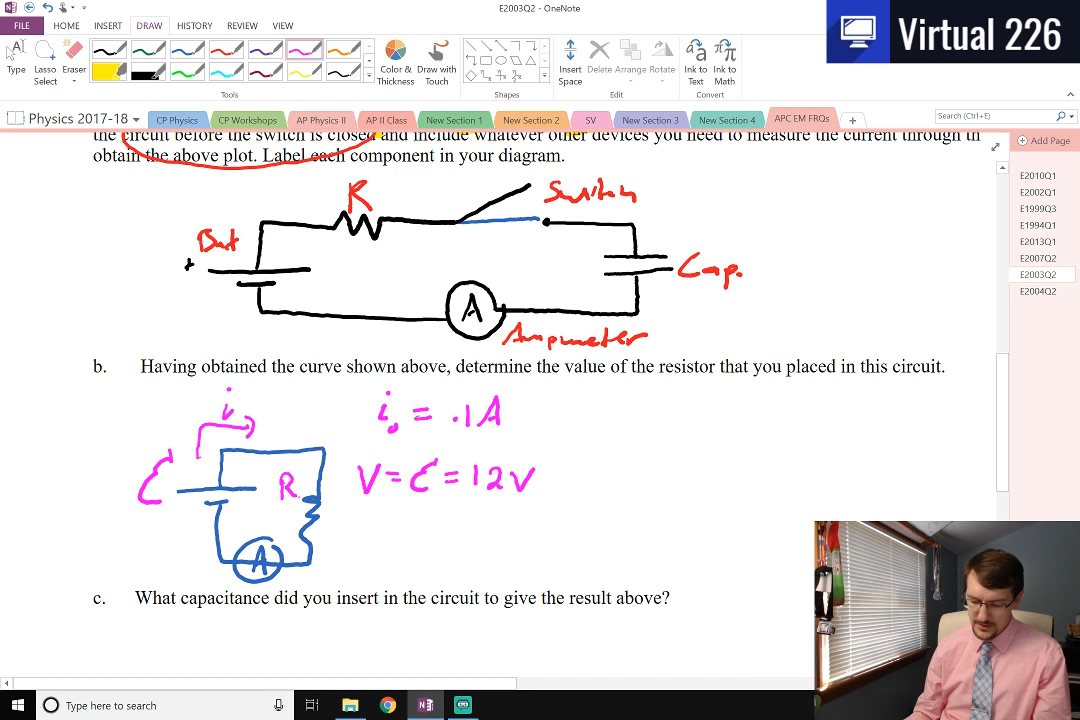 E2003Q2 - OneNote
FILE HOME INSERT DRAW HISTORY REVIEW VIEW
Virtual 226
Type Lasso Select Eraser Color & Thickness Draw with Touch Insert Space Delete Arrange Rotate Ink to Text Ink to Math
Tools Shapes Edit Convert
Physics 2017-18 CP Physics CP Workshops AP Physics II AP II Class New Section 1 New Section 2 SV New Section 3 New Section 4 APC EM FRQs + Search (Ctrl+E)
the circuit before the switch is closed and include whatever other devices you need to measure the current through th
obtain the above plot. Label each component in your diagram.
Add Page
E2010Q1
E2002Q1
E1999Q3
E1994Q1
E2013Q1
E2007Q2
E2003Q2
E2004Q2
R Switch
Bat
+
Cap.
A
Ampmeter
b. Having obtained the curve shown above, determine the value of the resistor that you placed in this circuit.
i i₀ = .1A
ℰ R V = ℰ = 12V
A
c. What capacitance did you insert in the circuit to give the result above?
Type here to search